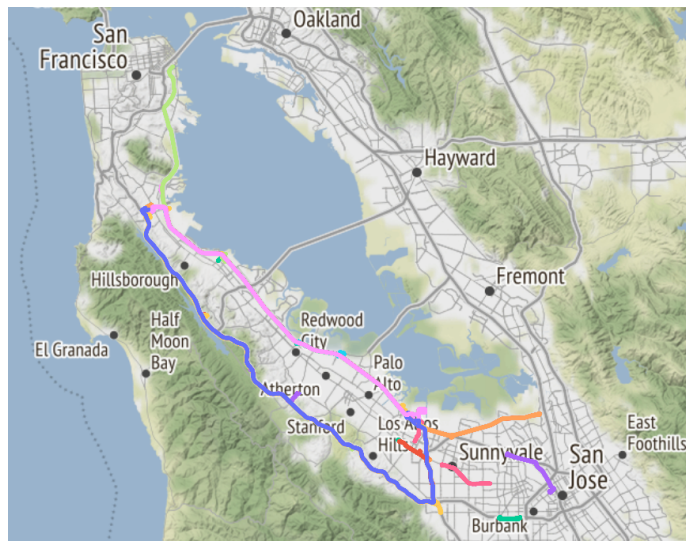 Oakland
San
Francisco
Hayward
Fremont
Hillsborough
Half
Moon
Bay
El Granada
Redwood
City
Palo
Alto
Atherton
Stanford
Los Altos
Hills
Sunnyvale
East
Foothills
San
Jose
Burbank